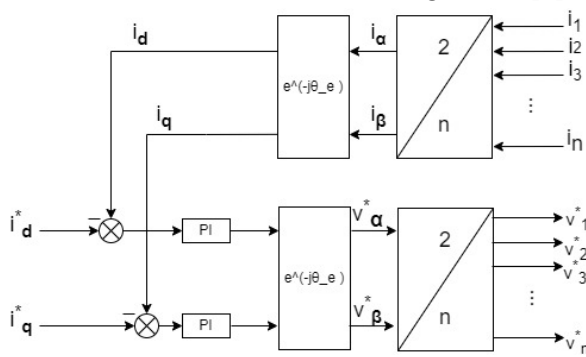 i_d
i_α
2
n
i_1
i_2
i_3
⋮
i_n
e^(-jθ_e )
i_q
i_β
i*_d
−
PI
v*_α
2
n
v*_1
v*_2
v*_3
⋮
v*_n
e^(-jθ_e )
i*_q
−
PI
v*_β